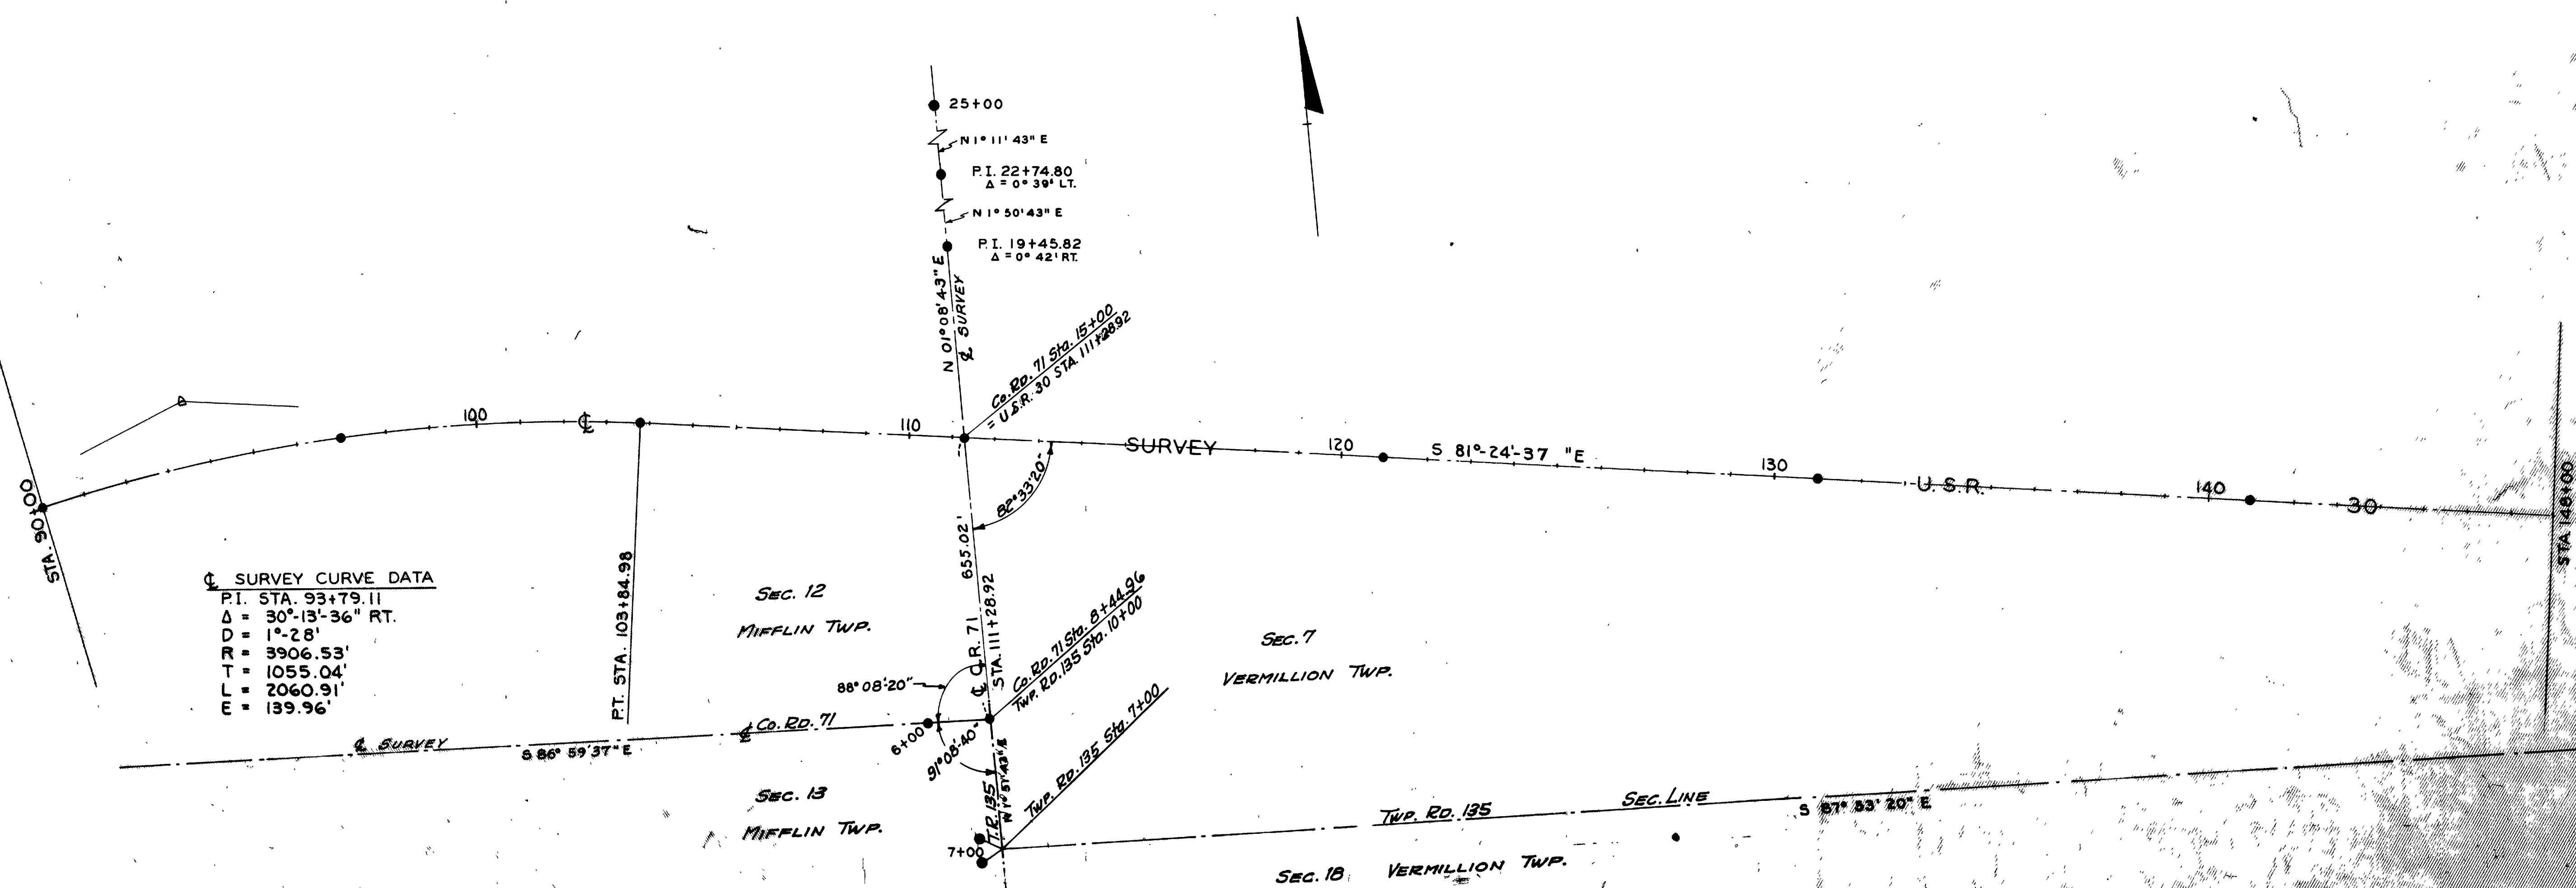 25+00
N 1° 11' 43" E
P.I. 22+74.80
Δ = 0° 39' LT.
N 1° 50' 43" E
P.I. 19+45.82
Δ = 0° 42' RT.
N 01° 08' 43" E
℄ SURVEY
Co. Rd. 71 Sta. 15+00
= U.S.R. 30 STA. 111+28.92
100
℄
110
SURVEY
120
S 81°-24'-37 "E
130
U.S.R.
140
30
STA. 90+00
STA 148+00
82° 33' 20"
655.02'
℄ C.R. 71
STA. 111+28.92
P.T. STA. 103+84.98
℄ SURVEY CURVE DATA
P.I. STA. 93+79.11
Δ = 30°-13'-36" RT.
D = 1°-28'
R = 3906.53'
T = 1055.04'
L = 2060.91'
E = 139.96'
SEC. 12
MIFFLIN TWP.
SEC. 7
VERMILLION TWP.
Co. Rd. 71 Sta. 8+44.96
Twp. RD. 135 Sta. 10+00
88° 08'-20"
℄ Co. RD. 71
6+00
91° 08'-40"
℄ SURVEY
S 86° 59' 37" E
Twp. RD. 135 Sta. 7+00
T.R. 135
SEC. 13
MIFFLIN TWP.
7+00
TWP. RD. 135
SEC. LINE
S 87° 53' 20" E
SEC. 18
VERMILLION TWP.